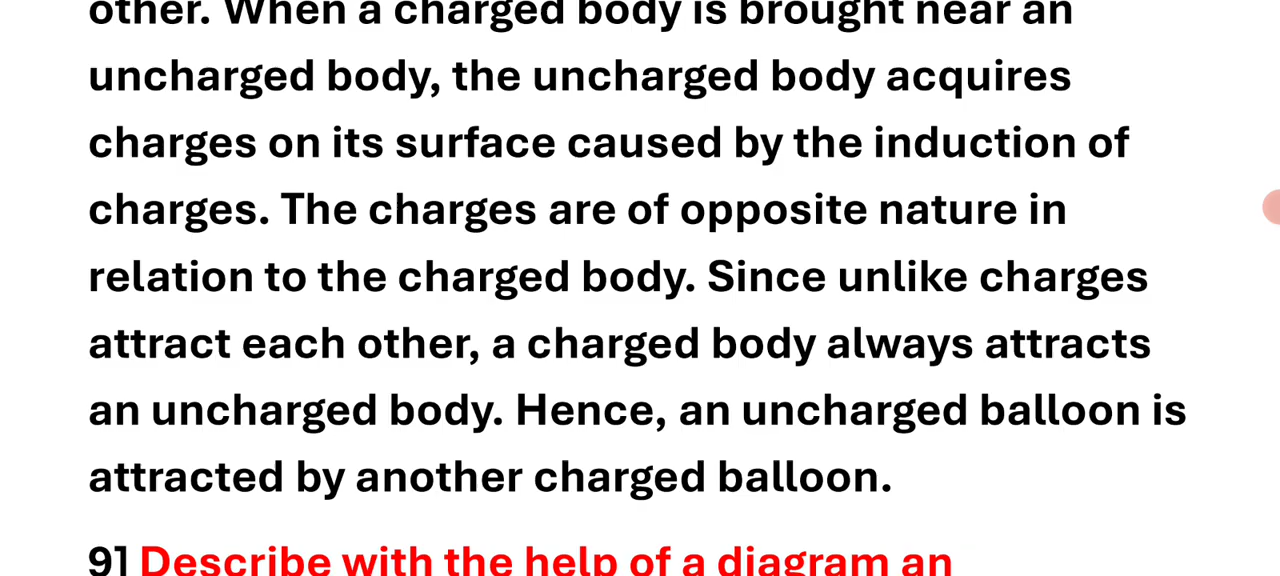 other. When a charged body is brought near an
uncharged body, the uncharged body acquires
charges on its surface caused by the induction of
charges. The charges are of opposite nature in
relation to the charged body. Since unlike charges
attract each other, a charged body always attracts
an uncharged body. Hence, an uncharged balloon is
attracted by another charged balloon.
9] Describe with the help of a diagram an